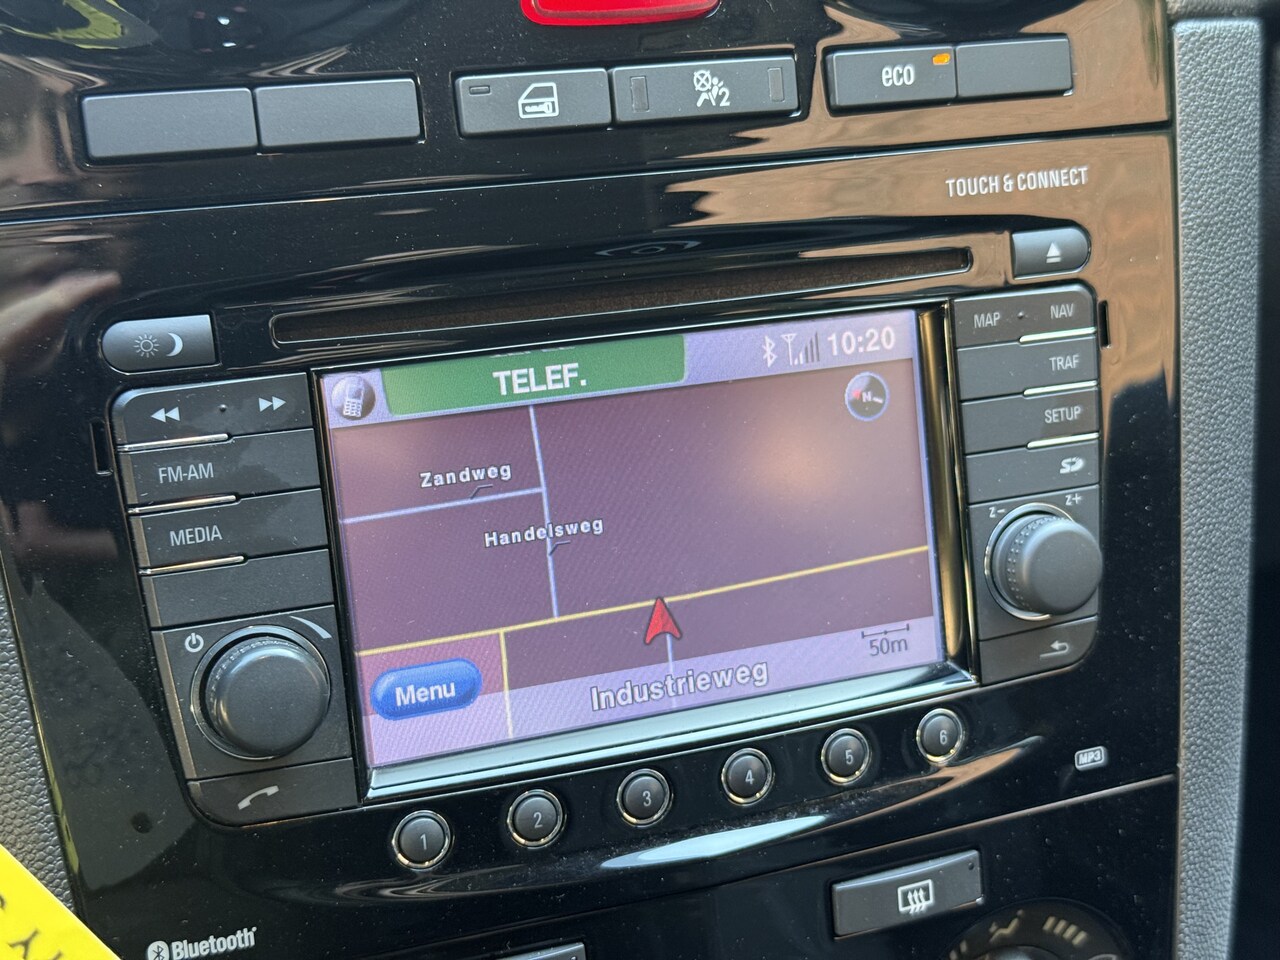 2
eco
TOUCH & CONNECT
TELEF.
10:20
N
MAP NAV
TRAF
SETUP
FM-AM
MEDIA
Zandweg
Handelsweg
z- z+
50m
Menu
Industrieweg
1 2 3 4 5 6
MP3
Bluetooth